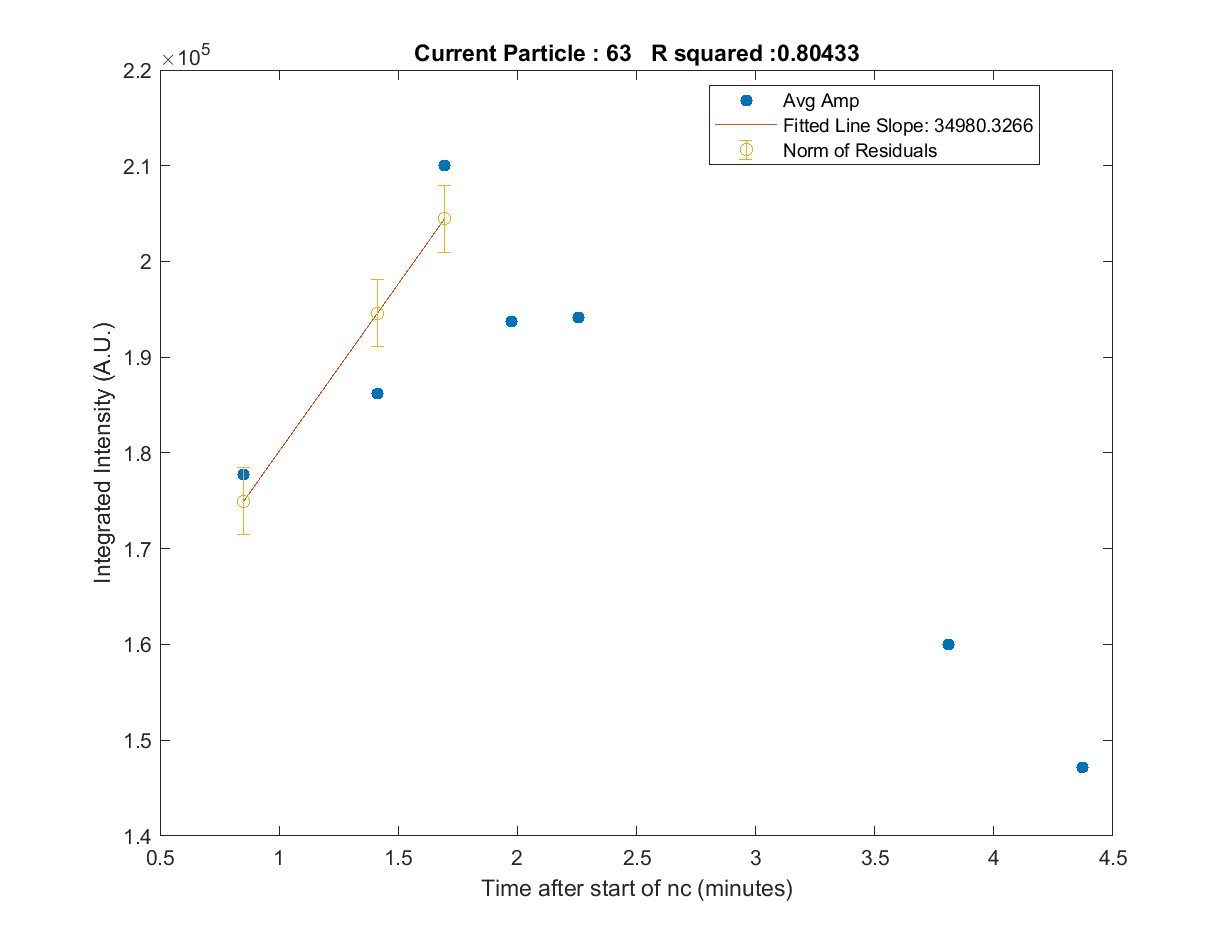 Current Particle : 63 R squared :0.80433
×10^5
Avg Amp
Fitted Line Slope: 34980.3266
Norm of Residuals
2.2
2.1
2
1.9
1.8
1.7
1.6
1.5
1.4
Integrated Intensity (A.U.)
0.5 1 1.5 2 2.5 3 3.5 4 4.5
Time after start of nc (minutes)